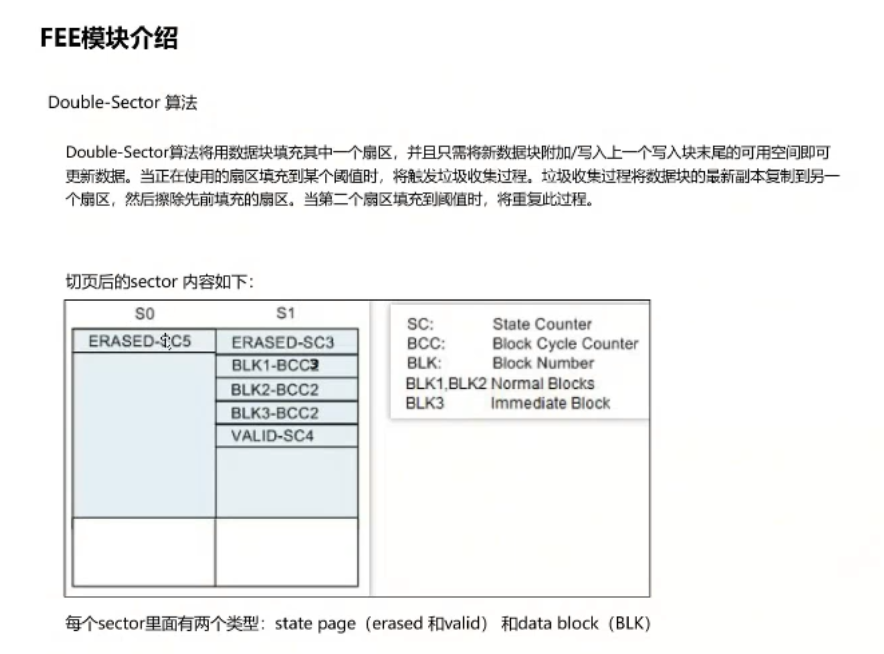 FEE模块介绍
Double-Sector 算法
Double-Sector算法将用数据块填充其中一个扇区，并且只需将新数据块附加/写入上一个写入块末尾的可用空间即可
更新数据。当正在使用的扇区填充到某个阈值时，将触发垃圾收集过程。垃圾收集过程将数据块的最新副本复制到另一
个扇区，然后擦除先前填充的扇区。当第二个扇区填充到阈值时，将重复此过程。
切页后的sector 内容如下：
S0
S1
ERASED-SC5
ERASED-SC3
BLK1-BCC3
BLK2-BCC2
BLK3-BCC2
VALID-SC4
SC: State Counter
BCC: Block Cycle Counter
BLK: Block Number
BLK1,BLK2 Normal Blocks
BLK3 Immediate Block
每个sector里面有两个类型：state page（erased 和valid） 和data block（BLK）